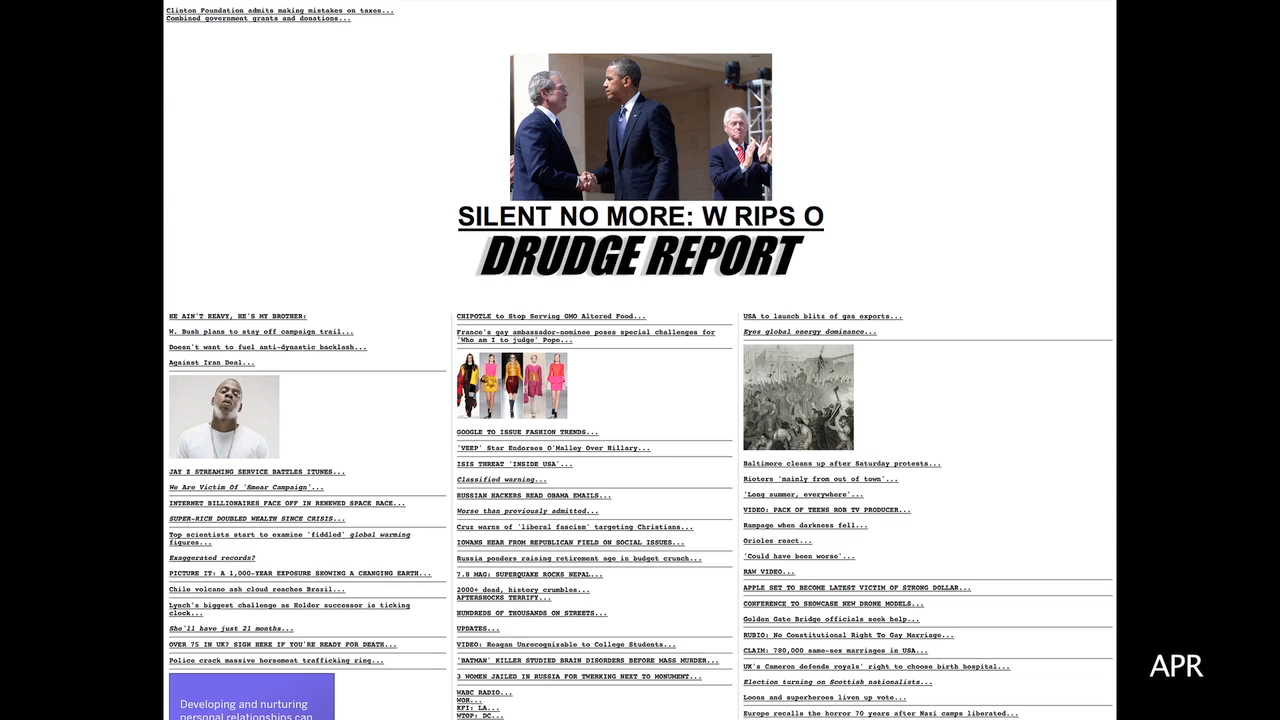 Clinton Foundation admits making mistakes on taxes...
Combined government grants and donations...
SILENT NO MORE: W RIPS O
DRUDGE REPORT
HE AIN'T HEAVY, HE'S MY BROTHER:
W. Bush plans to stay off campaign trail...
Doesn't want to fuel anti-dynastic backlash...
Against Iran Deal...
JAY Z STREAMING SERVICE BATTLES ITUNES...
We Are Victim Of 'Smear Campaign'...
INTERNET BILLIONAIRES FACE OFF IN RENEWED SPACE RACE...
SUPER-RICH DOUBLED WEALTH SINCE CRISIS...
Top scientists start to examine 'fiddled' global warming
figures...
Exaggerated records?
PICTURE IT: A 1,000-YEAR EXPOSURE SHOWING A CHANGING EARTH...
Chile volcano ash cloud reaches Brazil...
Lynch's biggest challenge as Holder successor is ticking
clock...
She'll have just 21 months...
OVER 75 IN UK? SIGN HERE IF YOU'RE READY FOR DEATH...
Police crack massive horsemeat trafficking ring...
Developing and nurturing
personal relationships can
CHIPOTLE to Stop Serving GMO Altered Food...
France's gay ambassador-nominee poses special challenges for
'Who am I to judge' Pope...
GOOGLE TO ISSUE FASHION TRENDS...
'VEEP' Star Endorses O'Malley Over Hillary...
ISIS THREAT 'INSIDE USA'...
Classified warning...
RUSSIAN HACKERS READ OBAMA EMAILS...
Worse than previously admitted...
Cruz warns of 'liberal fascism' targeting Christians...
IOWANS HEAR FROM REPUBLICAN FIELD ON SOCIAL ISSUES...
Russia ponders raising retirement age in budget crunch...
7.8 MAG: SUPERQUAKE ROCKS NEPAL...
2000+ dead, history crumbles...
AFTERSHOCKS TERRIFY...
HUNDREDS OF THOUSANDS ON STREETS...
UPDATES...
VIDEO: Reagan Unrecognizable to College Students...
'BATMAN' KILLER STUDIED BRAIN DISORDERS BEFORE MASS MURDER...
3 WOMEN JAILED IN RUSSIA FOR TWERKING NEXT TO MONUMENT...
WABC RADIO...
WOR...
KFI: LA...
WTOP: DC...
USA to launch blitz of gas exports...
Eyes global energy dominance...
Baltimore cleans up after Saturday protests...
Rioters 'mainly from out of town'...
'Long summer, everywhere'...
VIDEO: PACK OF TEENS ROB TV PRODUCER...
Rampage when darkness fell...
Orioles react...
'Could have been worse'...
RAW VIDEO...
APPLE SET TO BECOME LATEST VICTIM OF STRONG DOLLAR...
CONFERENCE TO SHOWCASE NEW DRONE MODELS...
Golden Gate Bridge officials seek help...
RUBIO: No Constitutional Right To Gay Marriage...
CLAIM: 780,000 same-sex marriages in USA...
UK's Cameron defends royals' right to choose birth hospital...
Election turning on Scottish nationalists...
Loons and superheroes liven up vote...
Europe recalls the horror 70 years after Nazi camps liberated...
APR